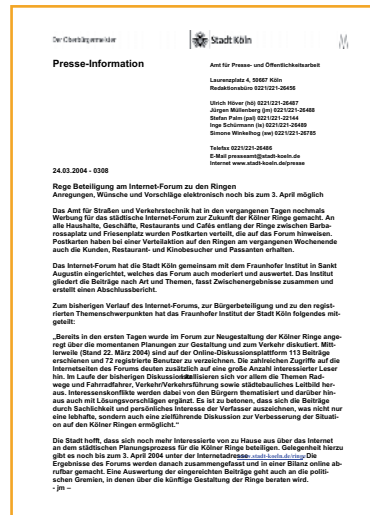 Der Oberbürgermeister
Stadt Köln
Presse-Information
Amt für Presse- und Öffentlichkeitsarbeit
Laurenzplatz 4, 50667 Köln
Redaktionsbüro 0221/221-26456
Ulrich Höver (hö) 0221/221-26487
Jürgen Müllenberg (jm) 0221/221-26488
Stefan Palm (pal) 0221/221-22144
Inge Schürmann (is) 0221/221-26489
Simone Winkelhog (sw) 0221/221-26785
Telefax 0221/221-26486
E-Mail presseamt@stadt-koeln.de
Internet www.stadt-koeln.de/presse
24.03.2004 - 0308
Rege Beteiligung am Internet-Forum zu den Ringen
Anregungen, Wünsche und Vorschläge elektronisch noch bis zum 3. April möglich
Das Amt für Straßen und Verkehrstechnik hat in den vergangenen Tagen nochmals
Werbung für das städtische Internet-Forum zur Zukunft der Kölner Ringe gemacht. An
alle Haushalte, Geschäfte, Restaurants und Cafés entlang der Ringe zwischen Barba-
rossaplatz und Friesenplatz wurden Postkarten verteilt, die auf das Forum hinweisen.
Postkarten haben bei einer Verteilaktion auf den Ringen am vergangenen Wochenende
auch die Kunden, Restaurant- und Kinobesucher und Passanten erhalten.
Das Internet-Forum hat die Stadt Köln gemeinsam mit dem Fraunhofer Institut in Sankt
Augustin eingerichtet, welches das Forum auch moderiert und auswertet. Das Institut
gliedert die Beiträge nach Art und Themen, fasst Zwischenergebnisse zusammen und
erstellt einen Abschlussbericht.
Zum bisherigen Verlauf des Internet-Forums, zur Bürgerbeteiligung und zu den regist-
rierten Themenschwerpunkten hat das Fraunhofer Institut der Stadt Köln folgendes mit-
geteilt:
„Bereits in den ersten Tagen wurde im Forum zur Neugestaltung der Kölner Ringe ange-
regt über die momentanen Planungen zur Gestaltung und zum Verkehr diskutiert. Mitt-
lerweile (Stand 22. März 2004) sind auf der Online-Diskussionsplattform 113 Beiträge
erschienen und 72 registrierte Benutzer zu verzeichnen. Die zahlreichen Zugriffe auf die
Internetseiten des Forums deuten zusätzlich auf eine große Anzahl interessierter Leser
hin. Im Laufe der bisherigen Diskussion kristallisieren sich vor allem die Themen Rad-
wege und Fahrradfahrer, Verkehr/Verkehrsführung sowie städtebauliches Leitbild her-
aus. Interessenskonflikte werden dabei von den Bürgern thematisiert und darüber hin-
aus auch mit Lösungsvorschlägen ergänzt. Es ist zu betonen, dass sich die Beiträge
durch Sachlichkeit und persönliches Interesse der Verfasser auszeichnen, was nicht nur
eine lebhafte, sondern auch eine zielführende Diskussion zur Verbesserung der Situati-
on auf den Kölner Ringen ermöglicht.“
Die Stadt hofft, dass sich noch mehr Interessierte von zu Hause aus über das Internet
an dem städtischen Planungsprozess für die Kölner Ringe beteiligen. Gelegenheit hierzu
gibt es noch bis zum 3. April 2004 unter der Internetadresse www.stadt-koeln.de/ringe Die
Ergebnisse des Forums werden danach zusammengefasst und in einer Bilanz online ab-
rufbar gemacht. Eine Auswertung der eingereichten Beiträge geht auch an die politi-
schen Gremien, in denen über die künftige Gestaltung der Ringe beraten wird.
- jm –